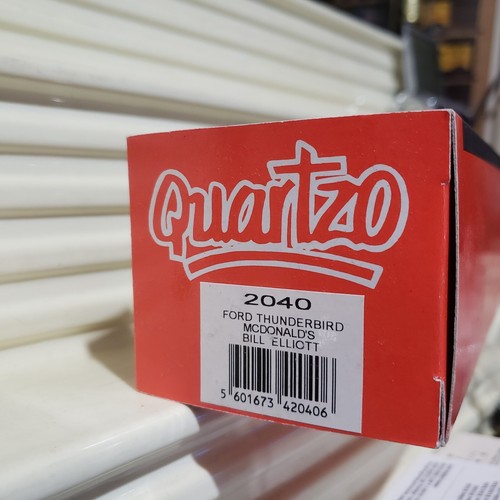 Quartzo
2040
FORD THUNDERBIRD
MCDONALD'S
BILL ELLIOTT
5 601673 420406